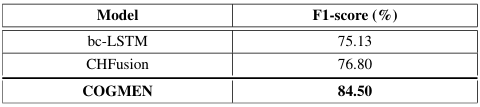 Model F1-score (%)
bc-LSTM 75.13
CHFusion 76.80
COGMEN 84.50